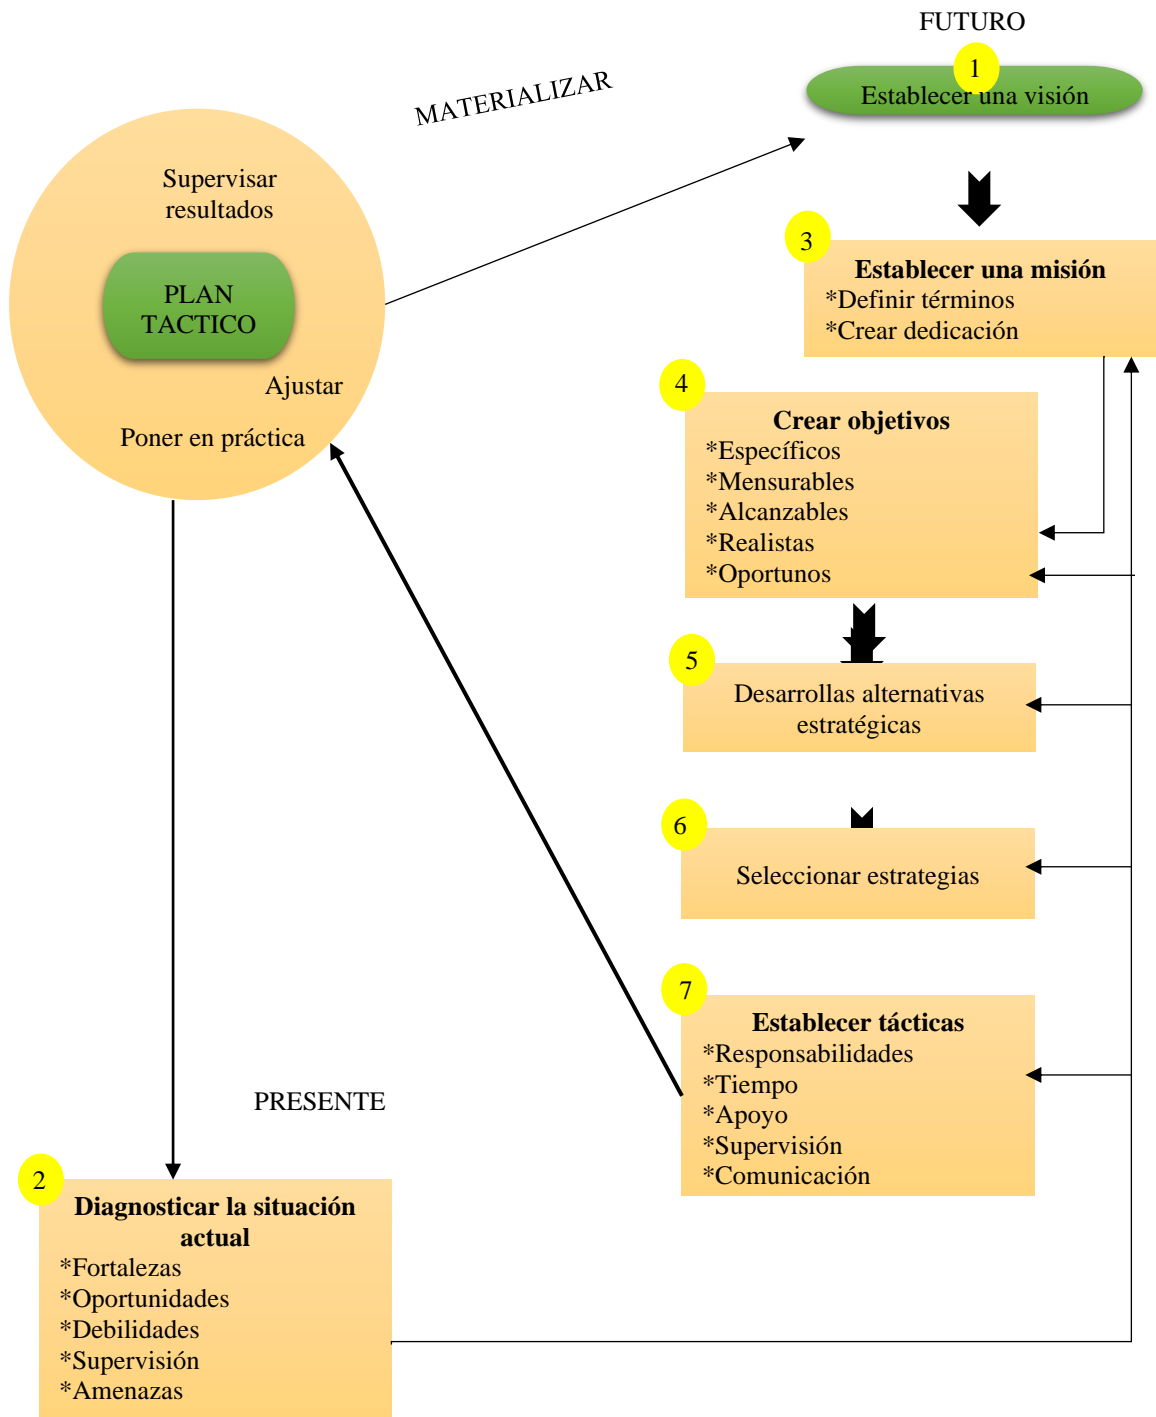 FUTURO
1
Establecer una visión
MATERIALIZAR
Supervisar
resultados
PLAN
TACTICO
Ajustar
Poner en práctica
3
Establecer una misión
*Definir términos
*Crear dedicación
4
Crear objetivos
*Específicos
*Mensurables
*Alcanzables
*Realistas
*Oportunos
5
Desarrollas alternativas
estratégicas
6
Seleccionar estrategias
7
Establecer tácticas
*Responsabilidades
*Tiempo
*Apoyo
*Supervisión
*Comunicación
PRESENTE
2
Diagnosticar la situación
actual
*Fortalezas
*Oportunidades
*Debilidades
*Supervisión
*Amenazas